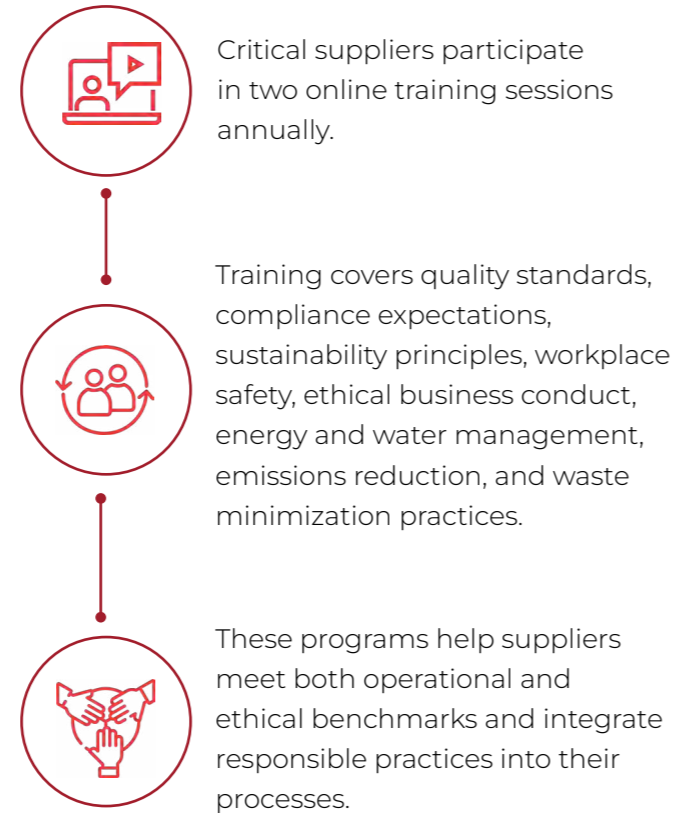 Critical suppliers participate
in two online training sessions
annually.
Training covers quality standards,
compliance expectations,
sustainability principles, workplace
safety, ethical business conduct,
energy and water management,
emissions reduction, and waste
minimization practices.
These programs help suppliers
meet both operational and
ethical benchmarks and integrate
responsible practices into their
processes.